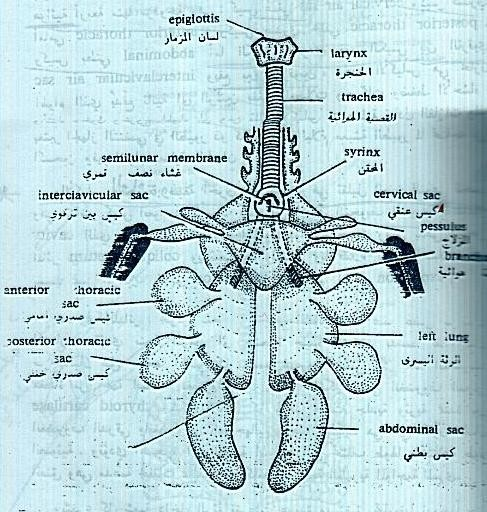 epiglottis
لسان المزمار
larynx
الحنجرة
trachea
القصبة الهوائية
semilunar membrane
غشاء نصف قمري
syrinx
المحقن
interclavicular sac
كيس بين ترقوي
cervical sac
كيس عنقي
pessulus
bronchus
هوائية
anterior thoracic
sac
كيس صدري امامي
posterior thoracic
sac
كيس صدري خلفي
left lung
الرئة اليسرى
abdominal sac
كيس بطني